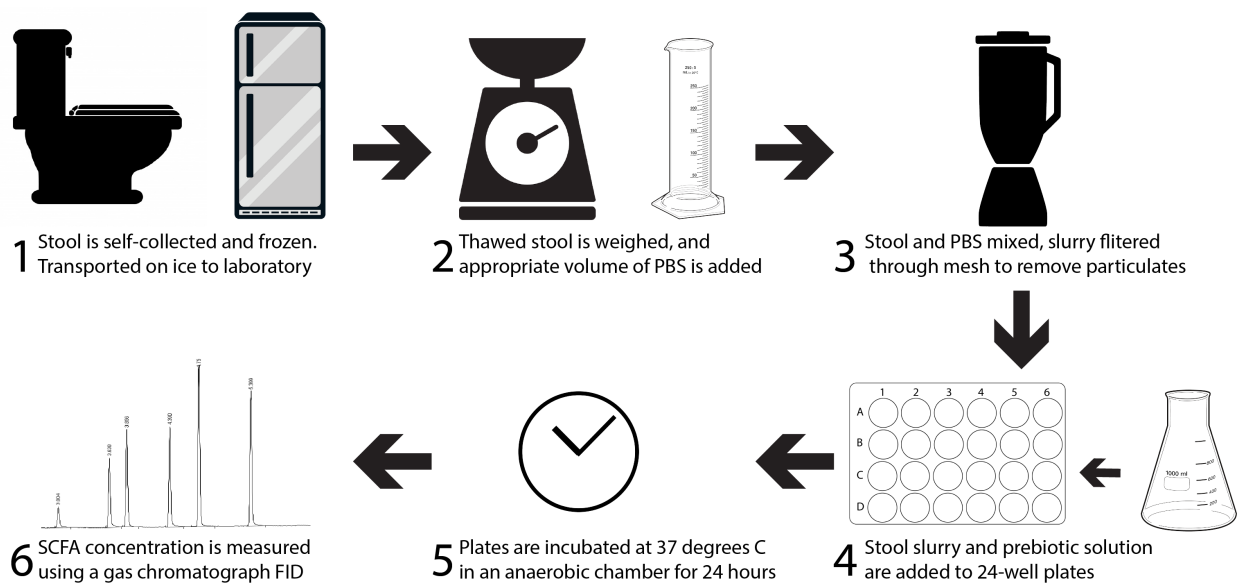 1 Stool is self-collected and frozen.
Transported on ice to laboratory
2 Thawed stool is weighed, and
appropriate volume of PBS is added
3 Stool and PBS mixed, slurry flitered
through mesh to remove particulates
1 2 3 4 5 6
A
B
C
D
1000 ml
4 Stool slurry and prebiotic solution
are added to 24-well plates
5 Plates are incubated at 37 degrees C
in an anaerobic chamber for 24 hours
6 SCFA concentration is measured
using a gas chromatograph FID